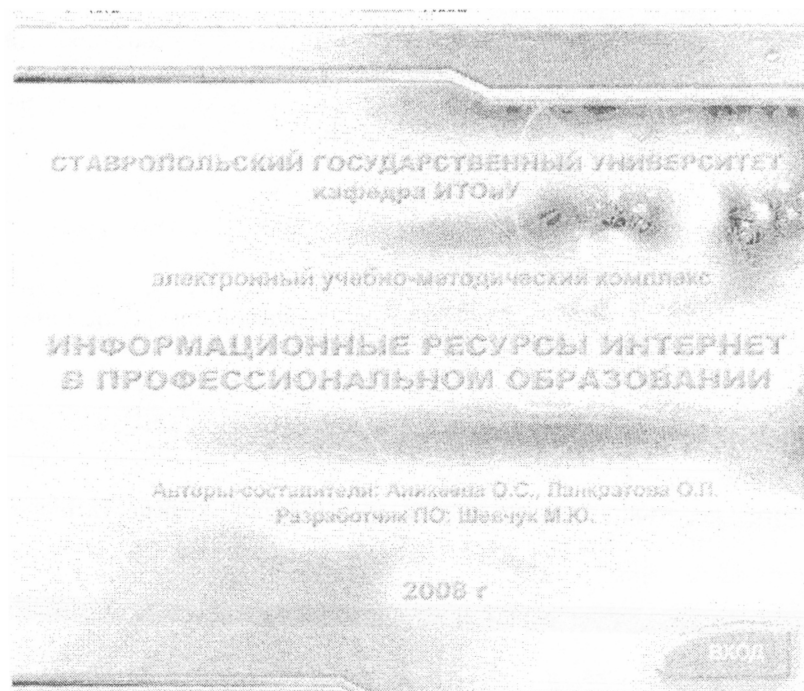 СТАВРОПОЛЬСКИЙ ГОСУДАРСТВЕННЫЙ УНИВЕРСИТЕТ
кафедра ИТОиУ
электронный учебно-методический комплекс
ИНФОРМАЦИОННЫЕ РЕСУРСЫ ИНТЕРНЕТ
В ПРОФЕССИОНАЛЬНОМ ОБРАЗОВАНИИ
Авторы-составители: Аникеева О.С., Панкратова О.П.
Разработчик ПО: Шевчук М.Ю.
2008 г
ВХОД